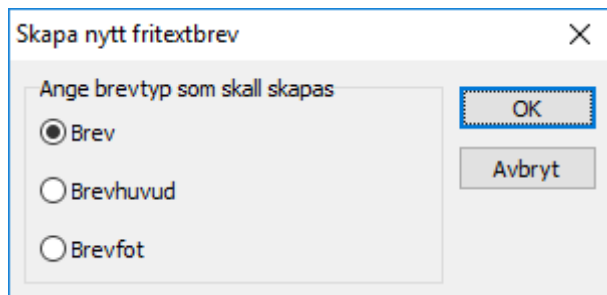 Skapa nytt fritextbrev
Ange brevtyp som skall skapas
OK
Brev
Avbryt
Brevhuvud
Brevfot